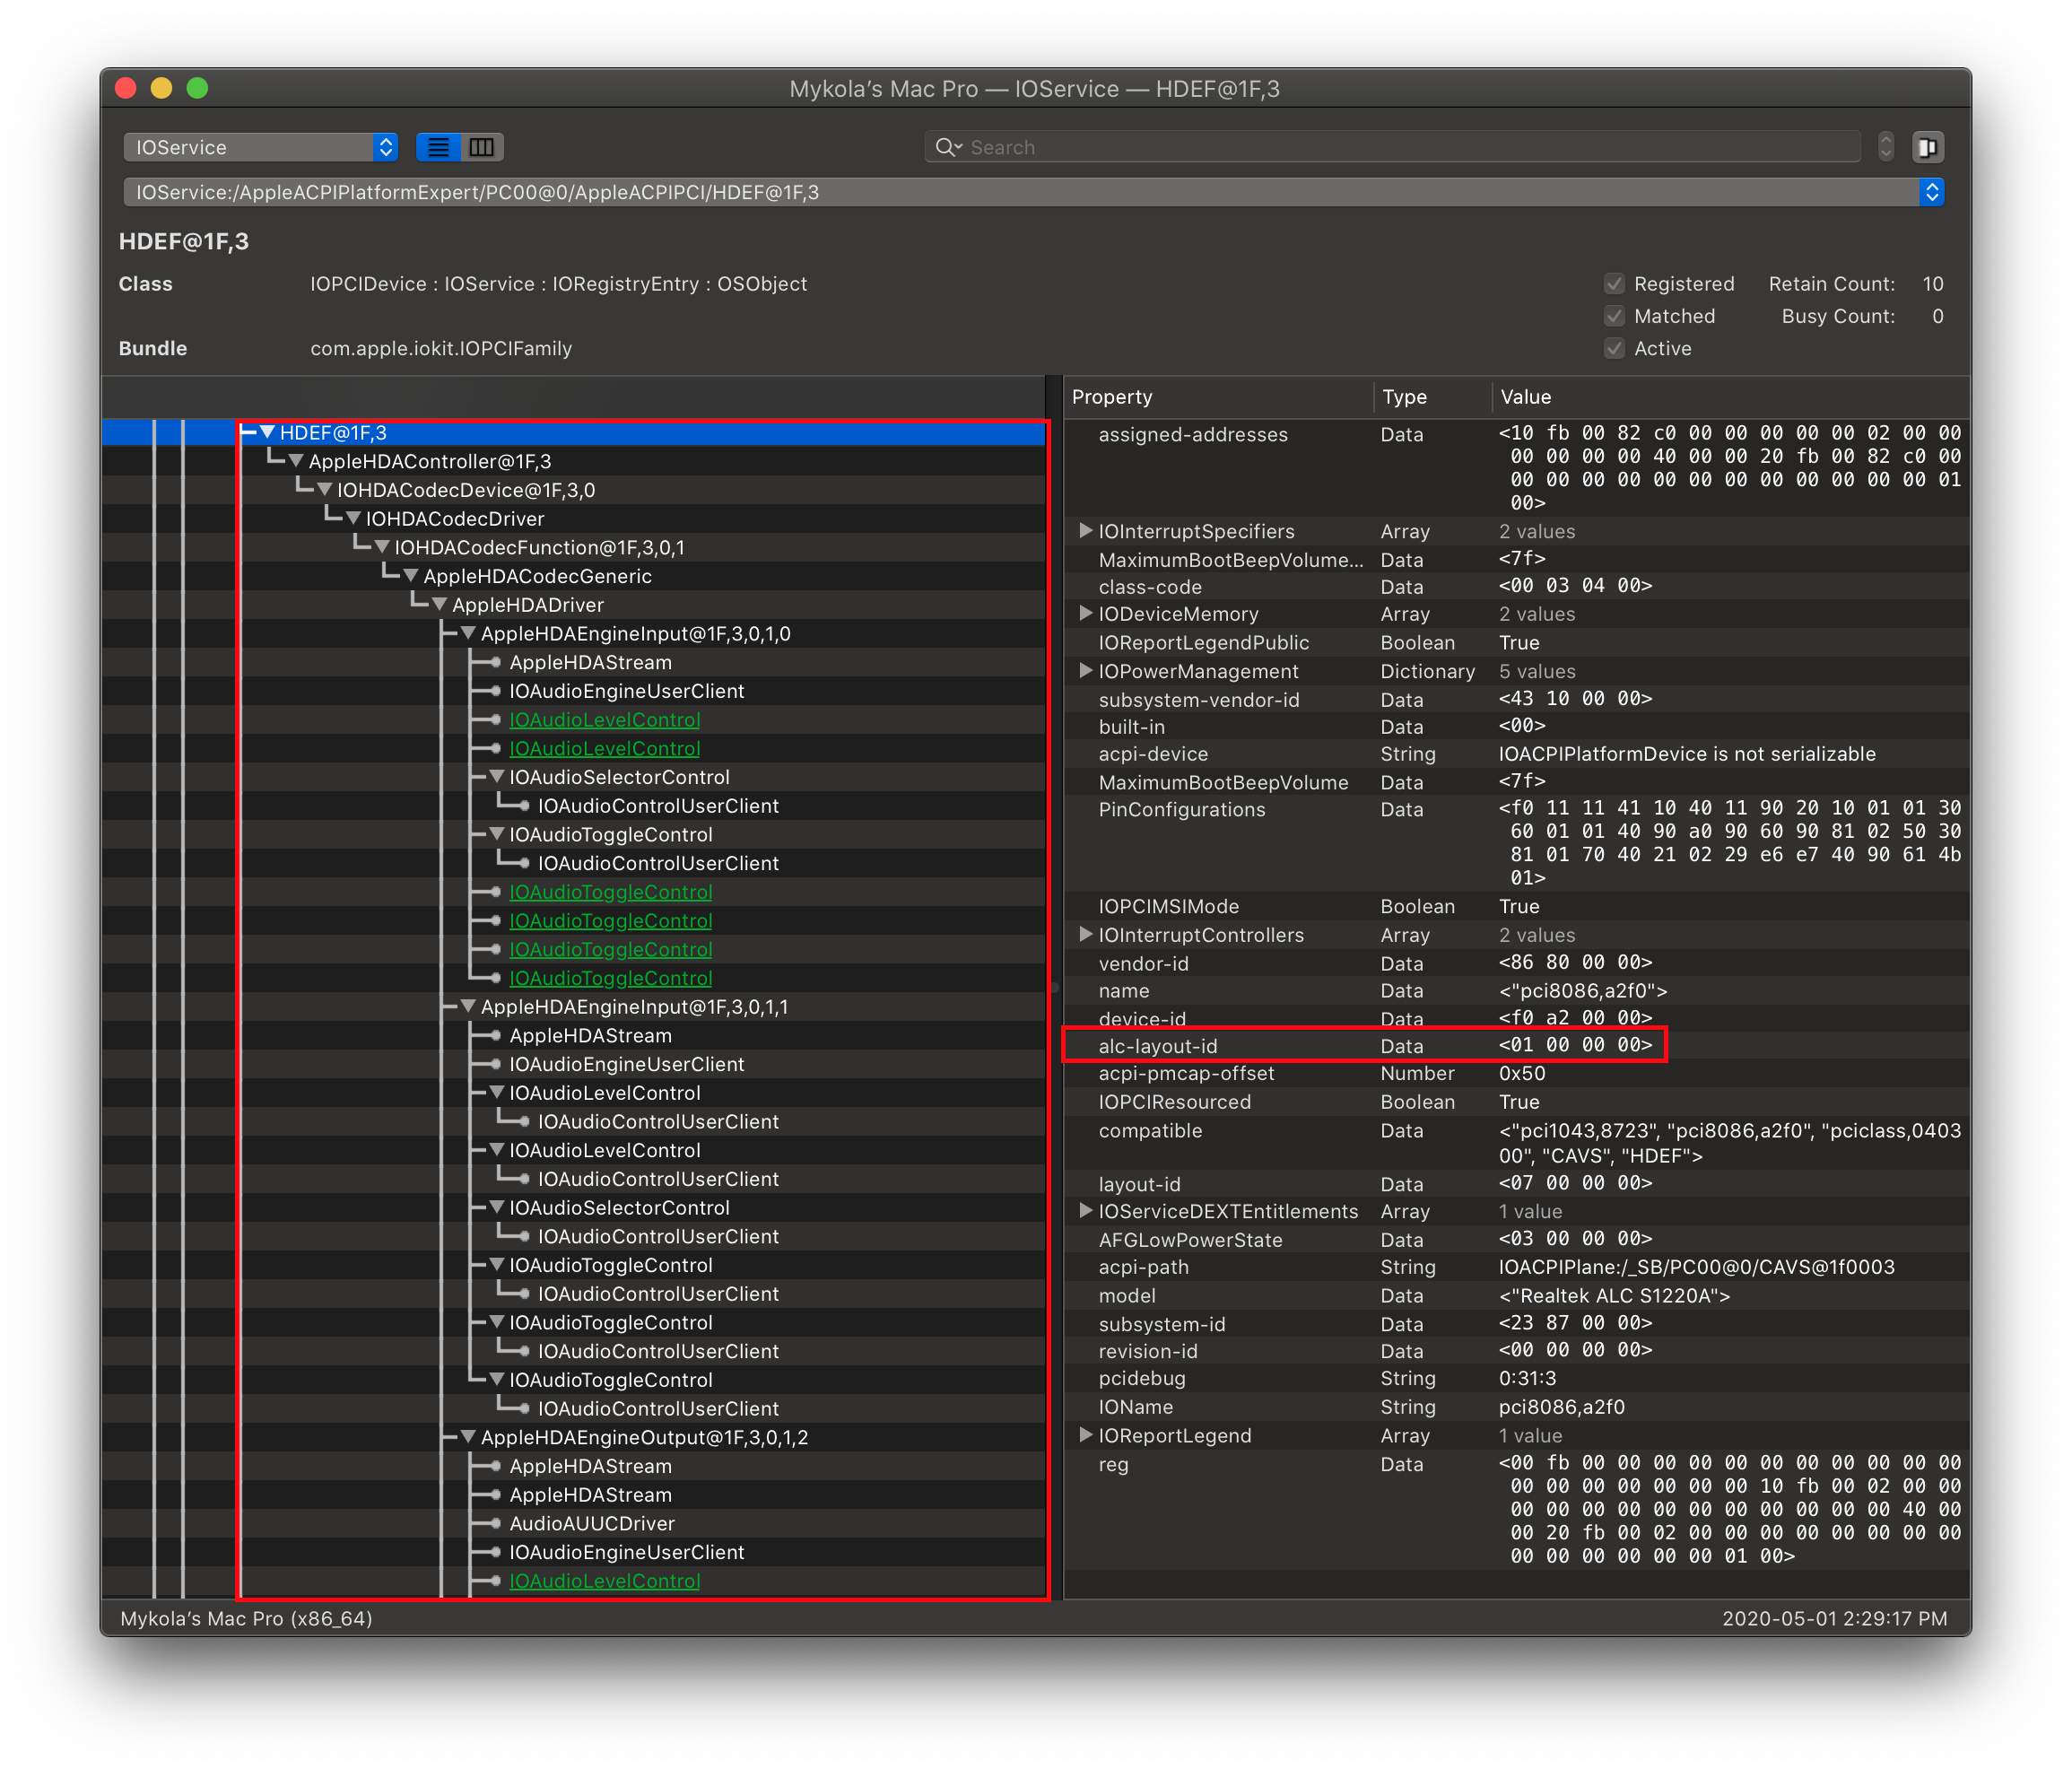 Mykola’s Mac Pro — IOService — HDEF@1F,3
IOService
Search
IOService:/AppleACPIPlatformExpert/PC00@0/AppleACPIPCI/HDEF@1F,3
HDEF@1F,3
Class IOPCIDevice : IOService : IORegistryEntry : OSObject
Registered Retain Count: 10
Matched Busy Count: 0
Bundle com.apple.iokit.IOPCIFamily
Active
HDEF@1F,3
AppleHDAController@1F,3
IOHDACodecDevice@1F,3,0
IOHDACodecDriver
IOHDACodecFunction@1F,3,0,1
AppleHDACodecGeneric
AppleHDADriver
AppleHDAEngineInput@1F,3,0,1,0
AppleHDAStream
IOAudioEngineUserClient
IOAudioLevelControl
IOAudioLevelControl
IOAudioSelectorControl
IOAudioControlUserClient
IOAudioToggleControl
IOAudioControlUserClient
IOAudioToggleControl
IOAudioToggleControl
IOAudioToggleControl
IOAudioToggleControl
AppleHDAEngineInput@1F,3,0,1,1
AppleHDAStream
IOAudioEngineUserClient
IOAudioLevelControl
IOAudioControlUserClient
IOAudioLevelControl
IOAudioControlUserClient
IOAudioSelectorControl
IOAudioControlUserClient
IOAudioToggleControl
IOAudioControlUserClient
IOAudioToggleControl
IOAudioControlUserClient
IOAudioToggleControl
IOAudioControlUserClient
AppleHDAEngineOutput@1F,3,0,1,2
AppleHDAStream
AppleHDAStream
AudioAUUCDriver
IOAudioEngineUserClient
IOAudioLevelControl
Property Type Value
assigned-addresses Data <10 fb 00 82 c0 00 00 00 00 00 02 00 00
00 00 00 00 40 00 00 20 fb 00 82 c0 00
00 00 00 00 00 00 00 00 00 00 00 00 01
00>
IOInterruptSpecifiers Array 2 values
MaximumBootBeepVolume... Data <7f>
class-code Data <00 03 04 00>
IODeviceMemory Array 2 values
IOReportLegendPublic Boolean True
IOPowerManagement Dictionary 5 values
subsystem-vendor-id Data <43 10 00 00>
built-in Data <00>
acpi-device String IOACPIPlatformDevice is not serializable
MaximumBootBeepVolume Data <7f>
PinConfigurations Data <f0 11 11 41 10 40 11 90 20 10 01 01 30
60 01 01 40 90 a0 90 60 90 81 02 50 30
81 01 70 40 21 02 29 e6 e7 40 90 61 4b
01>
IOPCIMSIMode Boolean True
IOInterruptControllers Array 2 values
vendor-id Data <86 80 00 00>
name Data <"pci8086,a2f0">
device-id Data <f0 a2 00 00>
alc-layout-id Data <01 00 00 00>
acpi-pmcap-offset Number 0x50
IOPCIResourced Boolean True
compatible Data <"pci1043,8723", "pci8086,a2f0", "pciclass,0403
00", "CAVS", "HDEF">
layout-id Data <07 00 00 00>
IOServiceDEXTEntitlements Array 1 value
AFGLowPowerState Data <03 00 00 00>
acpi-path String IOACPIPlane:/_SB/PC00@0/CAVS@1f0003
model Data <"Realtek ALC S1220A">
subsystem-id Data <23 87 00 00>
revision-id Data <00 00 00 00>
pcidebug String 0:31:3
IOName String pci8086,a2f0
IOReportLegend Array 1 value
reg Data <00 fb 00 00 00 00 00 00 00 00 00 00 00
00 00 00 00 00 00 00 10 fb 00 02 00 00
00 00 00 00 00 00 00 00 00 00 00 40 00
00 20 fb 00 02 00 00 00 00 00 00 00 00
00 00 00 00 00 00 01 00>
Mykola’s Mac Pro (x86_64)
2020-05-01 2:29:17 PM